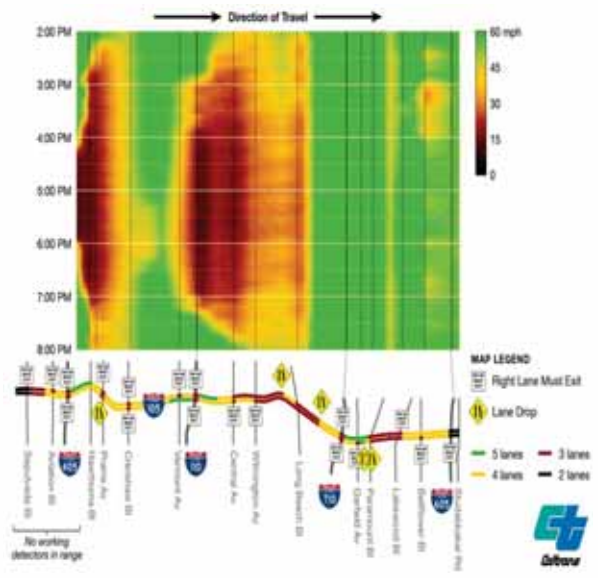 Direction of Travel
2:00 PM
3:00 PM
4:00 PM
5:00 PM
6:00 PM
7:00 PM
8:00 PM
60 mph
45
30
15
0
MAP LEGEND
Right Lane Must Exit
Lane Drop
5 lanes
3 lanes
4 lanes
2 lanes
405
105
110
710
605
Sepulveda Bl
Aviation Bl
Hawthorne Bl
Prairie Av
Crenshaw Bl
Vermont Av
Central Av
Wilmington Av
Long Beach Bl
Garfield Av
Paramount Bl
Lakewood Bl
Bellflower Bl
Studebaker Rd
No working
detectors in range
Caltrans